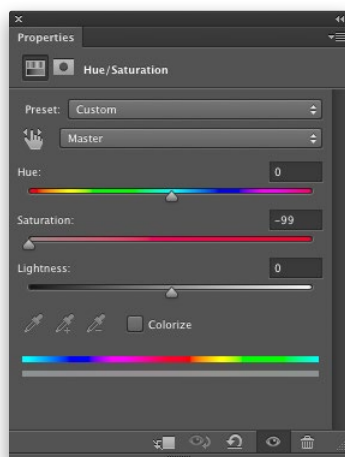 Properties
Hue/Saturation
Preset: Custom
Master
Hue: 0
Saturation: -99
Lightness: 0
Colorize